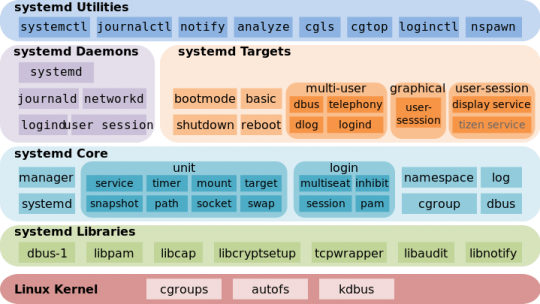 systemd Utilities
systemctl journalctl notify analyze cgls cgtop loginctl nspawn
systemd Daemons
systemd
journald networkd
logind user session
systemd Targets
bootmode basic
shutdown reboot
multi-user
dbus telephony
dlog logind
graphical
user-
sesssion
user-session
display service
tizen service
systemd Core
manager
systemd
unit
service timer mount target
snapshot path socket swap
login
multiseat inhibit
session pam
namespace log
cgroup dbus
systemd Libraries
dbus-1 libpam libcap libcryptsetup tcpwrapper libaudit libnotify
Linux Kernel cgroups autofs kdbus